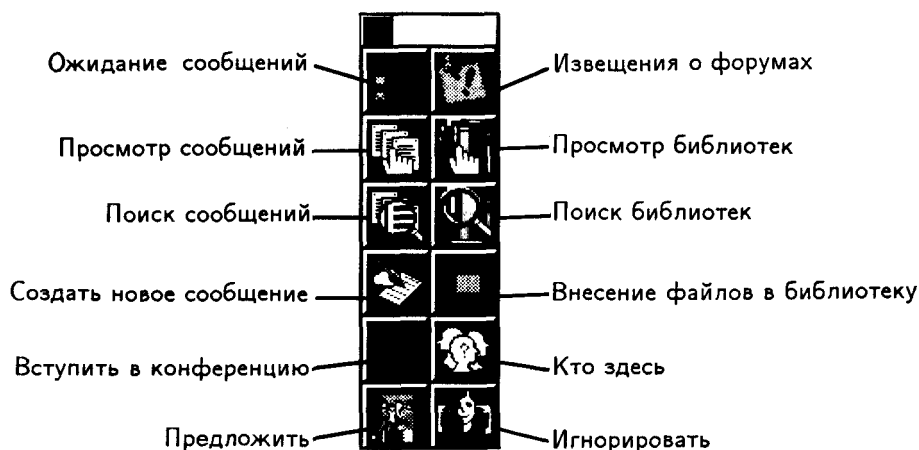 Ожидание сообщений
Извещения о форумах
Просмотр сообщений
Просмотр библиотек
Поиск сообщений
Поиск библиотек
Создать новое сообщение
Внесение файлов в библиотеку
Вступить в конференцию
Кто здесь
Предложить
Игнорировать